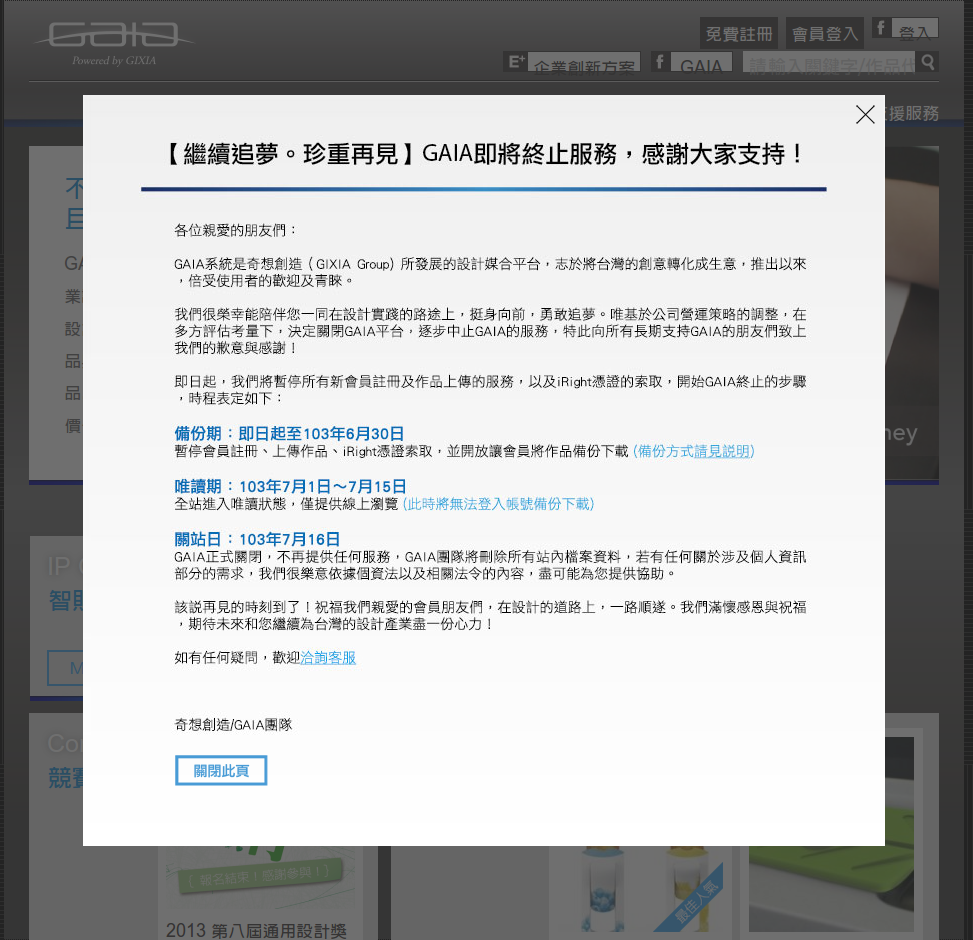 GAIA
Powered by GIXIA
免費註冊
會員登入
f 登入
E+ 企業創新方案
f GAIA
請輸入關鍵字/作品代
支援服務
【繼續追夢。珍重再見】GAIA即將終止服務，感謝大家支持！
各位親愛的朋友們：
GAIA系統是奇想創造（GIXIA Group）所發展的設計媒合平台，志於將台灣的創意轉化成生意，推出以來
，倍受使用者的歡迎及青睞。
我們很榮幸能陪伴您一同在設計實踐的路途上，挺身向前，勇敢追夢。唯基於公司營運策略的調整，在
多方評估考量下，決定關閉GAIA平台，逐步中止GAIA的服務，特此向所有長期支持GAIA的朋友們致上
我們的歉意與感謝！
即日起，我們將暫停所有新會員註冊及作品上傳的服務，以及iRight憑證的索取，開始GAIA終止的步驟
，時程表定如下：
備份期：即日起至103年6月30日
暫停會員註冊、上傳作品、iRight憑證索取，並開放讓會員將作品備份下載 (備份方式請見說明)
唯讀期：103年7月1日～7月15日
全站進入唯讀狀態，僅提供線上瀏覽 (此時將無法登入帳號備份下載)
關站日：103年7月16日
GAIA正式關閉，不再提供任何服務，GAIA團隊將刪除所有站內檔案資料，若有任何關於涉及個人資訊
部分的需求，我們很樂意依據個資法以及相關法令的內容，盡可能為您提供協助。
該說再見的時刻到了！祝福我們親愛的會員朋友們，在設計的道路上，一路順遂。我們滿懷感恩與祝福
，期待未來和您繼續為台灣的設計產業盡一份心力！
如有任何疑問，歡迎洽詢客服
奇想創造/GAIA團隊
關閉此頁
不
目
GA
業
設
品
品
價
ney
IP
智財
M
Co
競賽
[ 報名結束！感謝參與！]
2013 第八屆通用設計獎
最佳人氣